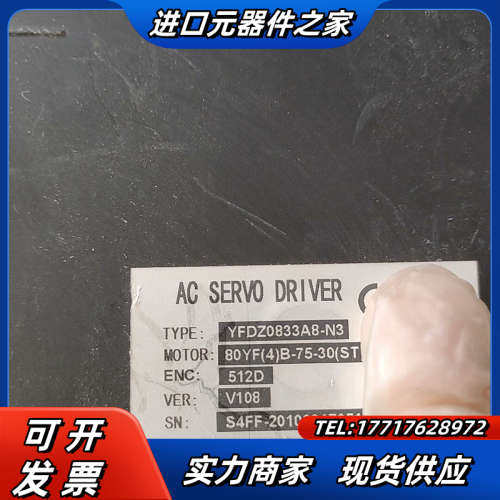 进口元器件之家
AC SERVO DRIVER
TYPE: YFDZ0833A8-N3
MOTOR: 80YF(4)B-75-30(ST
ENC: 512D
VER: V108
SN:
TEL:17717628972
可开
发票
实力商家 现货供应